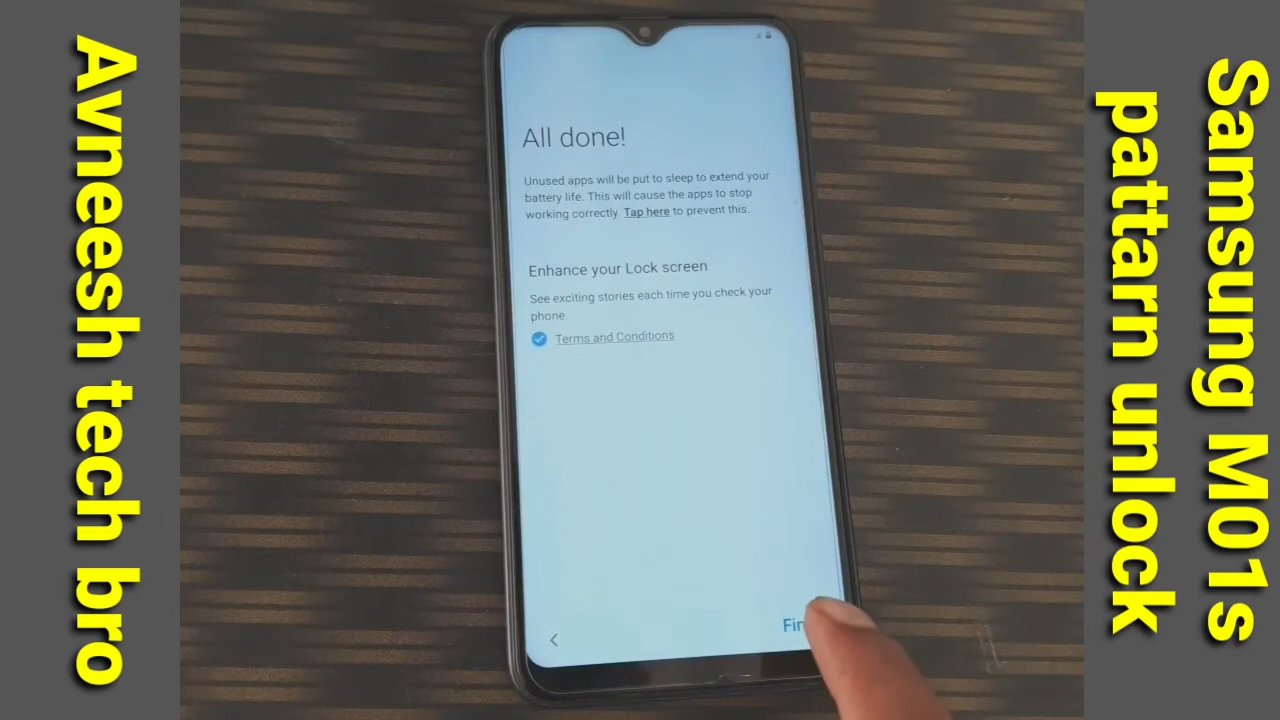 Avneesh tech bro
All done!
Unused apps will be put to sleep to extend your
battery life. This will cause the apps to stop
working correctly. Tap here to prevent this.
Enhance your Lock screen
See exciting stories each time you check your
phone.
Terms and Conditions
Samsung M01s
pattarn unlock